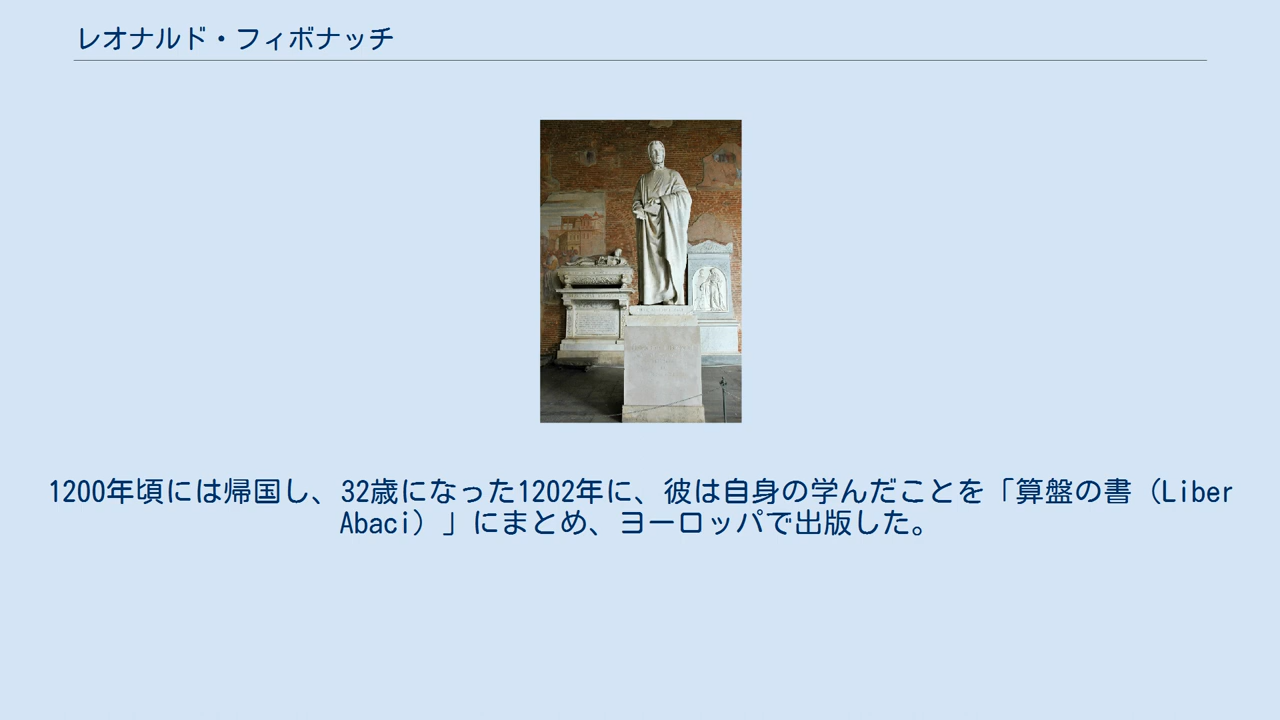 レオナルド・フィボナッチ
1200年頃には帰国し、32歳になった1202年に、彼は自身の学んだことを「算盤の書（Liber
Abaci）」にまとめ、ヨーロッパで出版した。